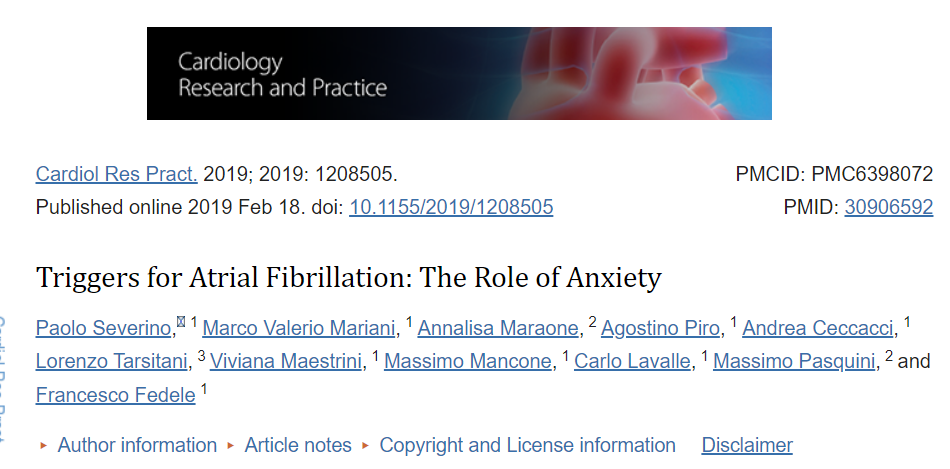 Cardiology
Research and Practice
Cardiol Res Pract. 2019; 2019: 1208505.
PMCID: PMC6398072
Published online 2019 Feb 18. doi: 10.1155/2019/1208505
PMID: 30906592
Triggers for Atrial Fibrillation: The Role of Anxiety
Paolo Severino, 1 Marco Valerio Mariani, 1 Annalisa Maraone, 2 Agostino Piro, 1 Andrea Ceccacci, 1
Lorenzo Tarsitani, 3 Viviana Maestrini, 1 Massimo Mancone, 1 Carlo Lavalle, 1 Massimo Pasquini, 2 and
Francesco Fedele 1
▸ Author information ▸ Article notes ▸ Copyright and License information Disclaimer